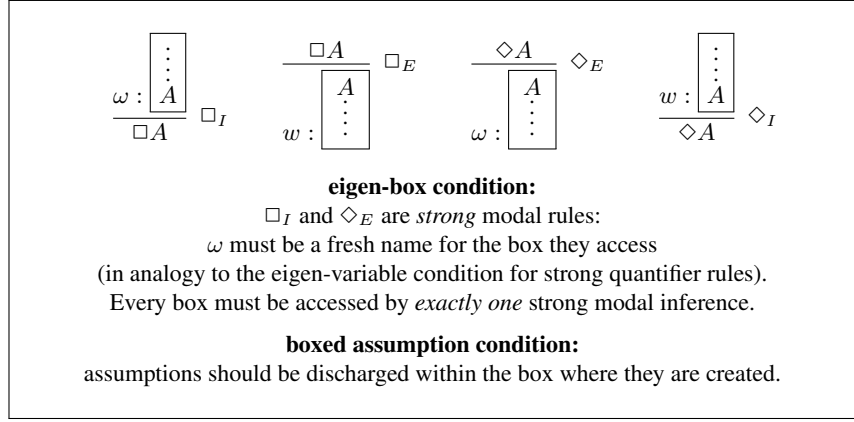 ⋮ □A ◇A ⋮
ω : A □I □E ◇E w : A ◇I
□A A A ◇A
w : ⋮ ω : ⋮
eigen-box condition:
□I and ◇E are strong modal rules:
ω must be a fresh name for the box they access
(in analogy to the eigen-variable condition for strong quantifier rules).
Every box must be accessed by exactly one strong modal inference.
boxed assumption condition:
assumptions should be discharged within the box where they are created.